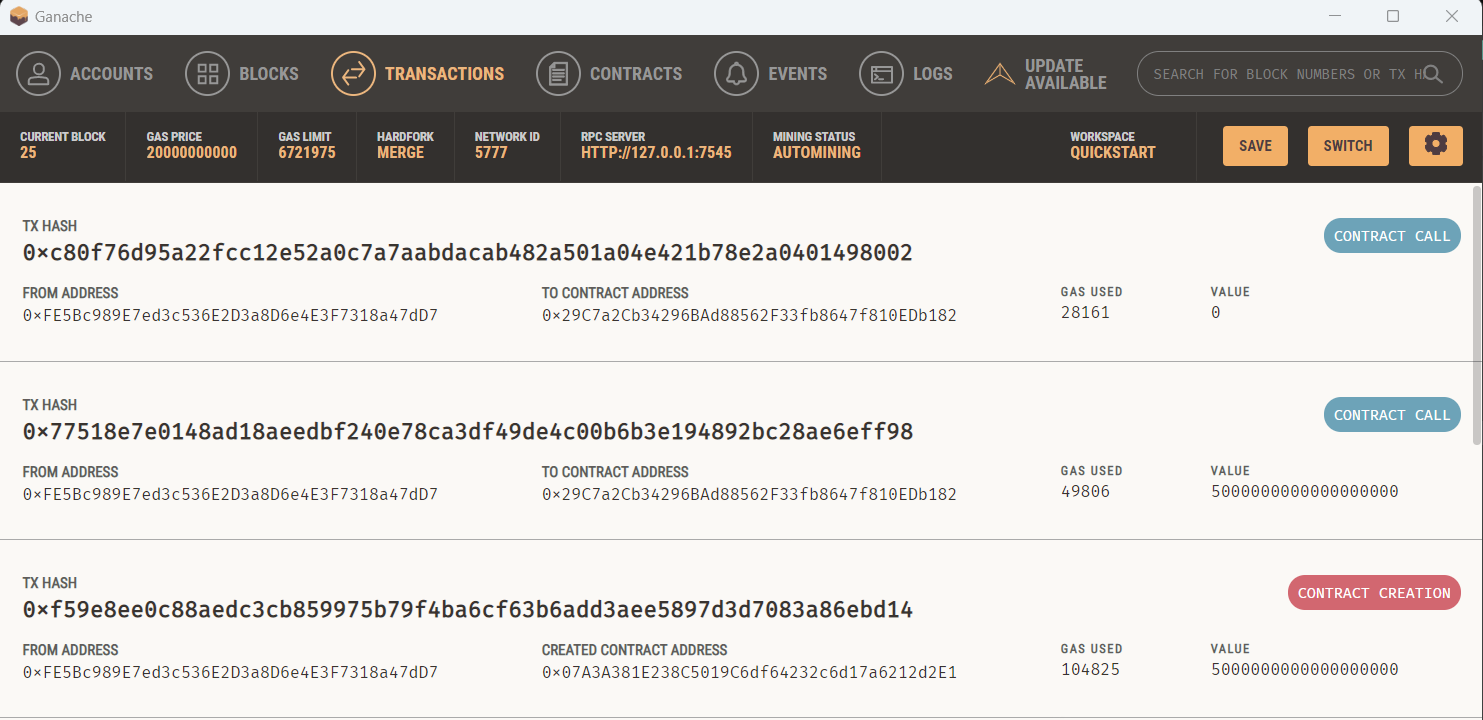 Ganache
ACCOUNTS BLOCKS TRANSACTIONS CONTRACTS EVENTS LOGS UPDATE AVAILABLE SEARCH FOR BLOCK NUMBERS OR TX H
CURRENT BLOCK GAS PRICE GAS LIMIT HARDFORK NETWORK ID RPC SERVER MINING STATUS WORKSPACE
25 20000000000 6721975 MERGE 5777 HTTP://127.0.0.1:7545 AUTOMINING QUICKSTART SAVE SWITCH
TX HASH
0×c80f76d95a22fcc12e52a0c7a7aabdacab482a501a04e421b78e2a0401498002 CONTRACT CALL
FROM ADDRESS TO CONTRACT ADDRESS GAS USED VALUE
0×FE5Bc989E7ed3c536E2D3a8D6e4E3F7318a47dD7 0×29C7a2Cb34296BAd88562F33fb8647f810EDb182 28161 0
TX HASH
0×77518e7e0148ad18aeedbf240e78ca3df49de4c00b6b3e194892bc28ae6eff98 CONTRACT CALL
FROM ADDRESS TO CONTRACT ADDRESS GAS USED VALUE
0×FE5Bc989E7ed3c536E2D3a8D6e4E3F7318a47dD7 0×29C7a2Cb34296BAd88562F33fb8647f810EDb182 49806 5000000000000000000
TX HASH
0×f59e8ee0c88aedc3cb859975b79f4ba6cf63b6add3aee5897d3d7083a86ebd14 CONTRACT CREATION
FROM ADDRESS CREATED CONTRACT ADDRESS GAS USED VALUE
0×FE5Bc989E7ed3c536E2D3a8D6e4E3F7318a47dD7 0×07A3A381E238C5019C6df64232c6d17a6212d2E1 104825 5000000000000000000